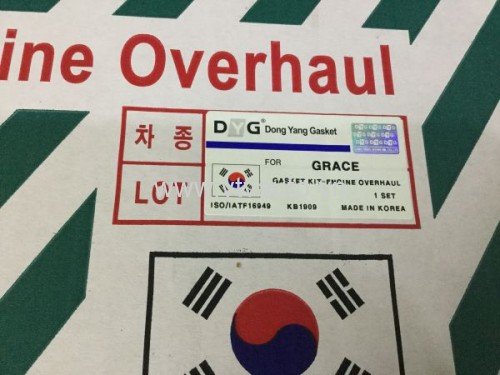 ine Overhaul
차 종
DYG® Dong Yang Gasket
FOR GRACE
GASKET KIT-ENGINE OVERHAUL
LOT
1 SET
ISO/IATF16949 KB1909 MADE IN KOREA